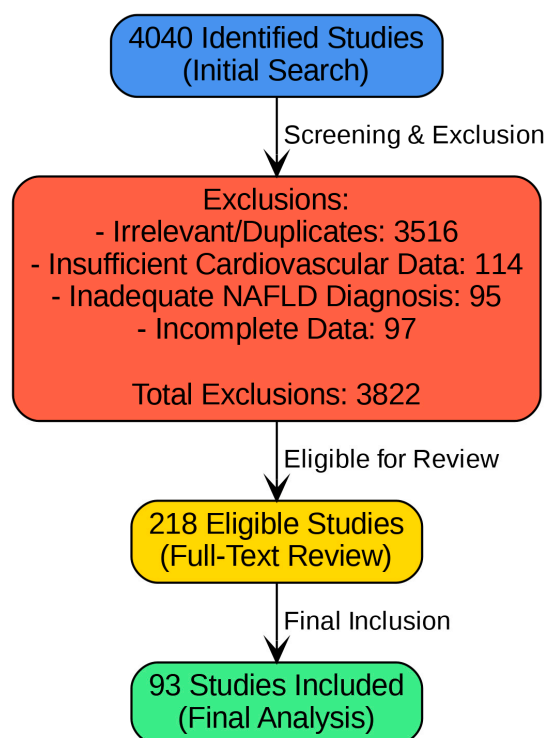 4040 Identified Studies
(Initial Search)
Screening & Exclusion
Exclusions:
- Irrelevant/Duplicates: 3516
- Insufficient Cardiovascular Data: 114
- Inadequate NAFLD Diagnosis: 95
- Incomplete Data: 97
Total Exclusions: 3822
Eligible for Review
218 Eligible Studies
(Full-Text Review)
Final Inclusion
93 Studies Included
(Final Analysis)